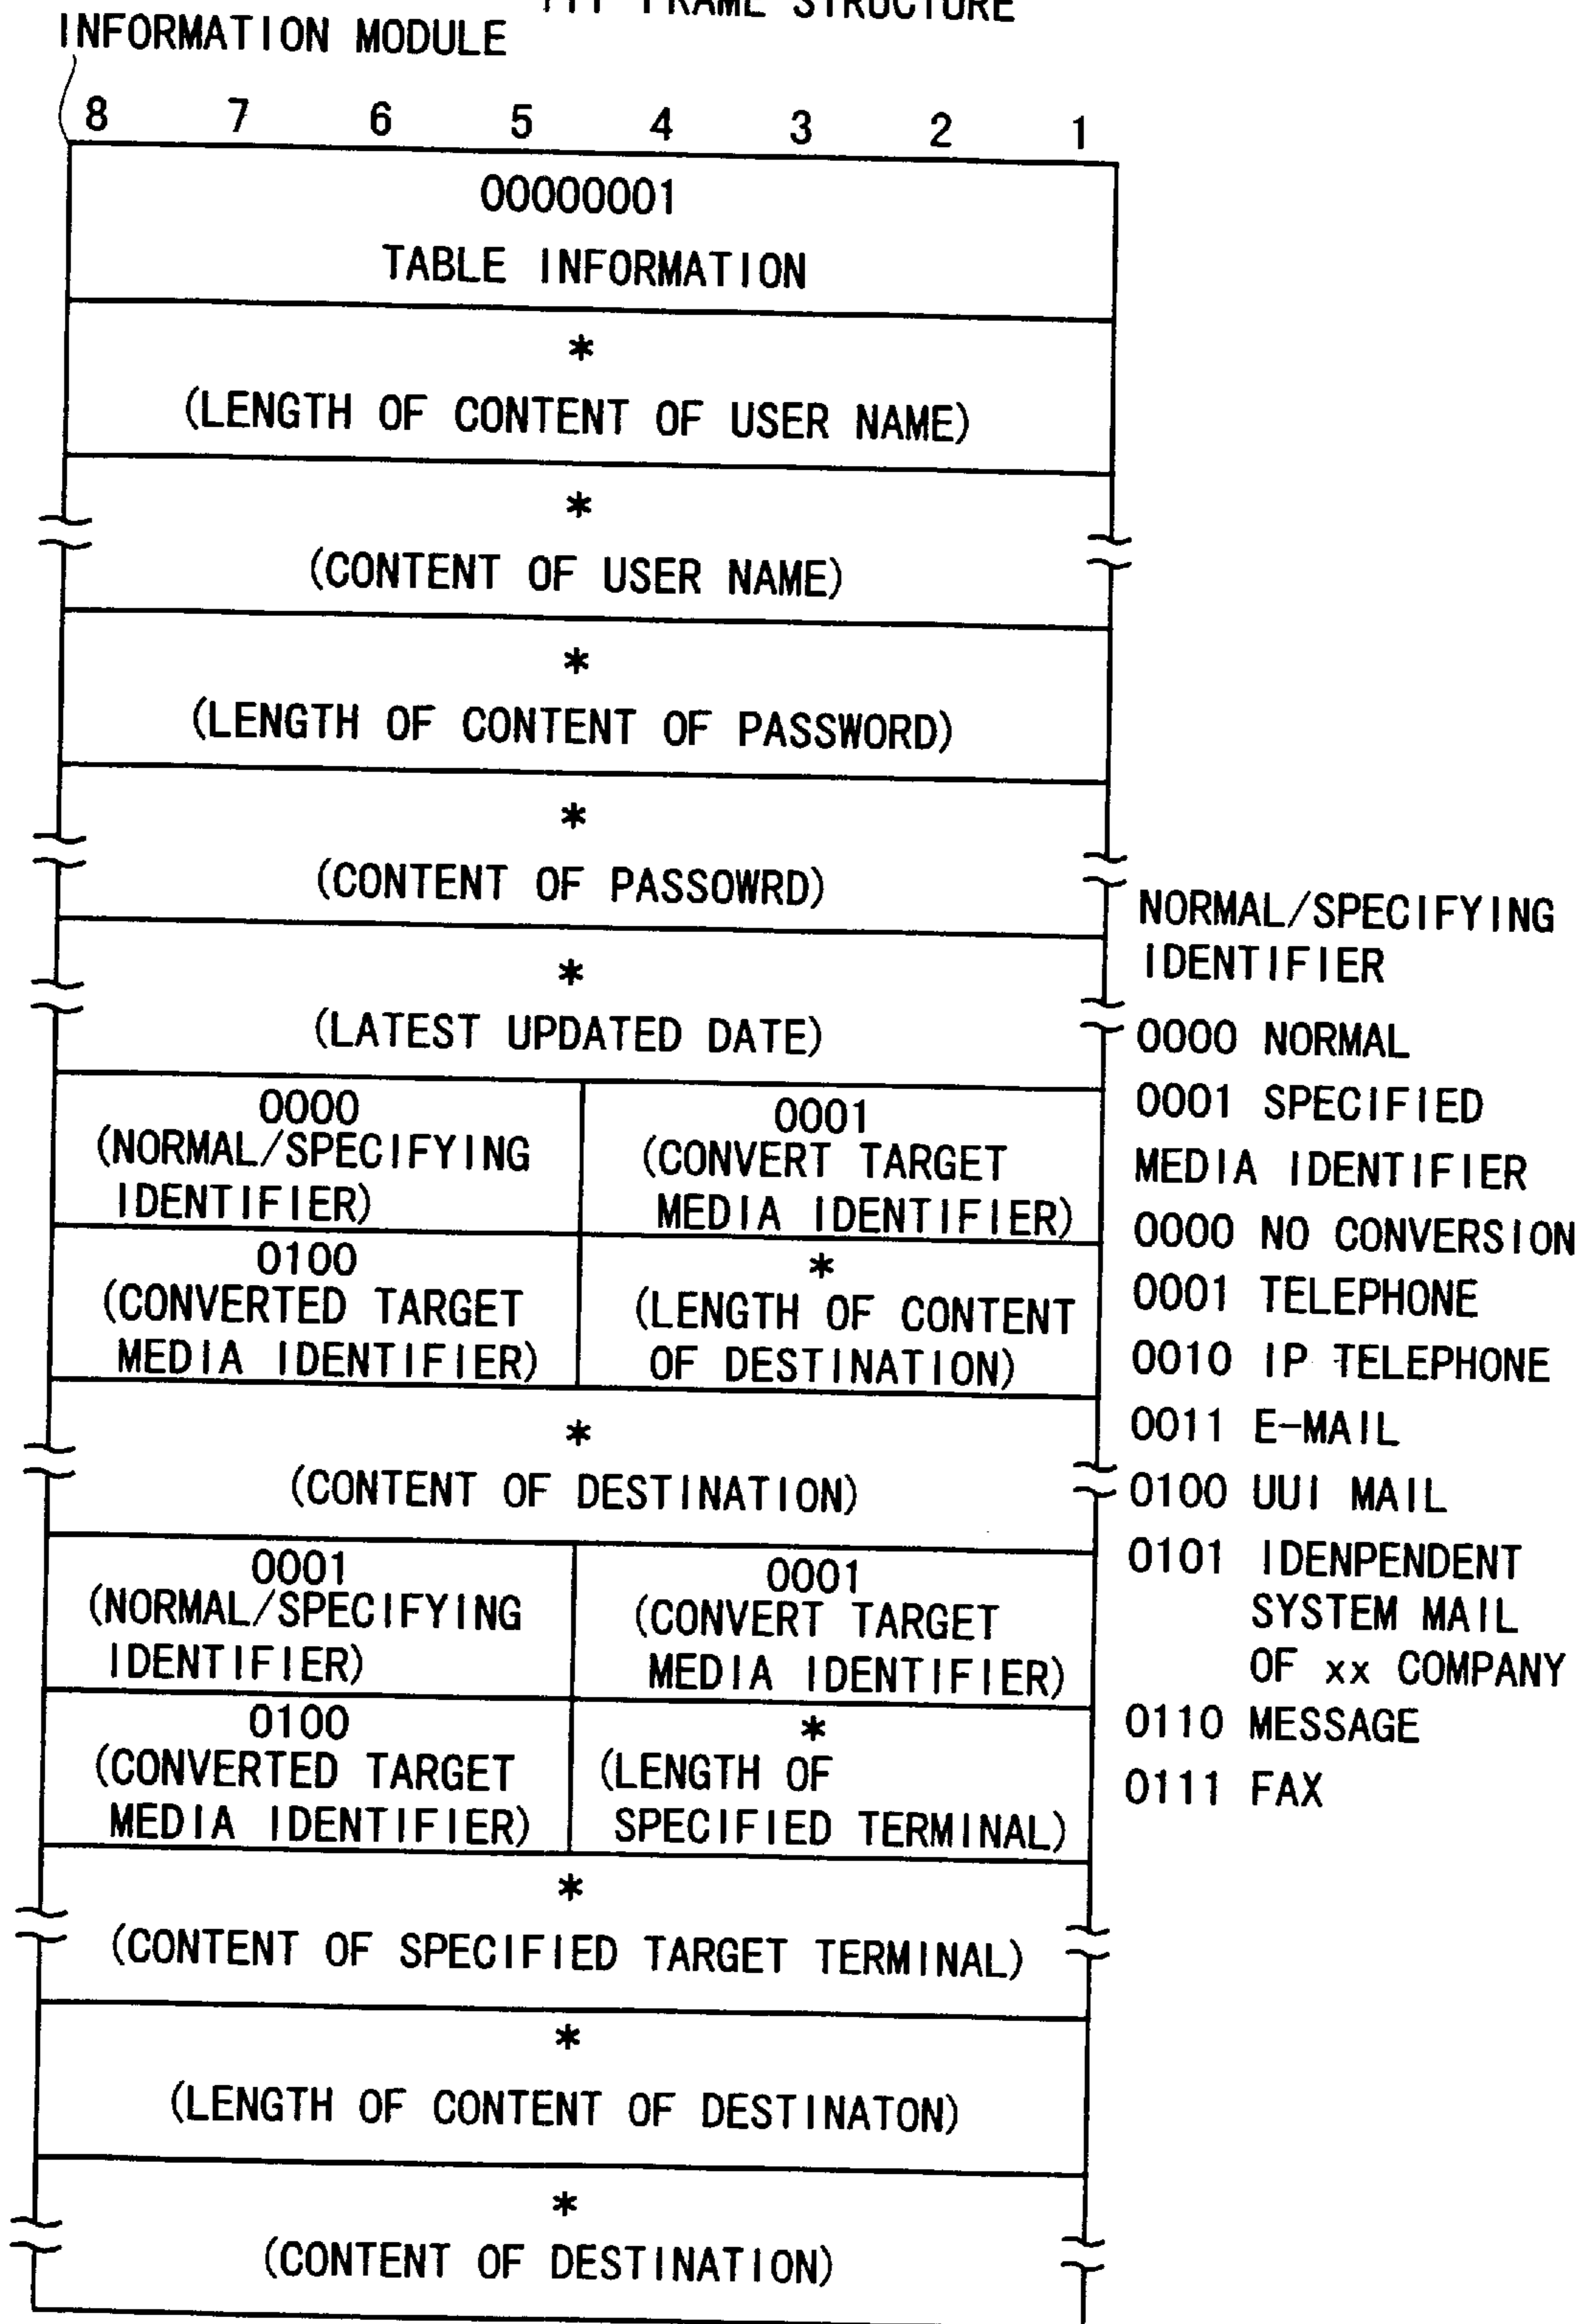 FRAME STRUCTURE
INFORMATION MODULE
8 7 6 5 4 3 2 1
00000001
TABLE INFORMATION
*
(LENGTH OF CONTENT OF USER NAME)
*
(CONTENT OF USER NAME)
*
(LENGTH OF CONTENT OF PASSWORD)
*
(CONTENT OF PASSOWRD)
*
(LATEST UPDATED DATE)
0000
(NORMAL/SPECIFYING
IDENTIFIER)
0001
(CONVERT TARGET
MEDIA IDENTIFIER)
0100
(CONVERTED TARGET
MEDIA IDENTIFIER)
*
(LENGTH OF CONTENT
OF DESTINATION)
*
(CONTENT OF DESTINATION)
0001
(NORMAL/SPECIFYING
IDENTIFIER)
0001
(CONVERT TARGET
MEDIA IDENTIFIER)
0100
(CONVERTED TARGET
MEDIA IDENTIFIER)
*
(LENGTH OF
SPECIFIED TERMINAL)
*
(CONTENT OF SPECIFIED TARGET TERMINAL)
*
(LENGTH OF CONTENT OF DESTINATON)
*
(CONTENT OF DESTINATION)
NORMAL/SPECIFYING
IDENTIFIER
0000 NORMAL
0001 SPECIFIED
MEDIA IDENTIFIER
0000 NO CONVERSION
0001 TELEPHONE
0010 IP TELEPHONE
0011 E-MAIL
0100 UUI MAIL
0101 IDENPENDENT
SYSTEM MAIL
OF xx COMPANY
0110 MESSAGE
0111 FAX